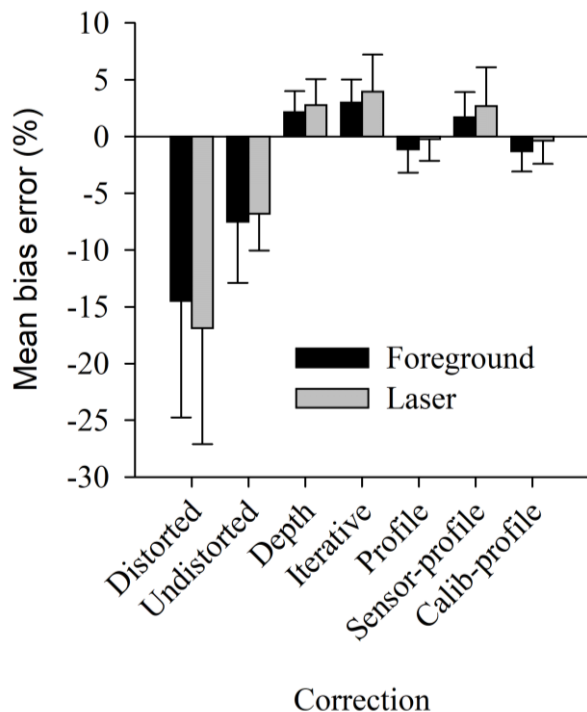 Mean bias error (%)
10
5
0
-5
-10
-15
-20
-25
-30
Foreground
Laser
Distorted
Undistorted
Depth
Iterative
Profile
Sensor-profile
Calib-profile
Correction